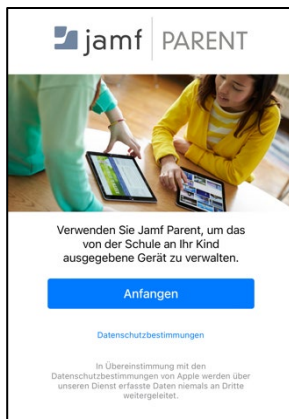 jamf PARENT
Verwenden Sie Jamf Parent, um das
von der Schule an Ihr Kind
ausgegebene Gerät zu verwalten.
Anfangen
Datenschutzbestimmungen
In Übereinstimmung mit den
Datenschutzbestimmungen von Apple werden über
unseren Dienst erfasste Daten niemals an Dritte
weitergeleitet.